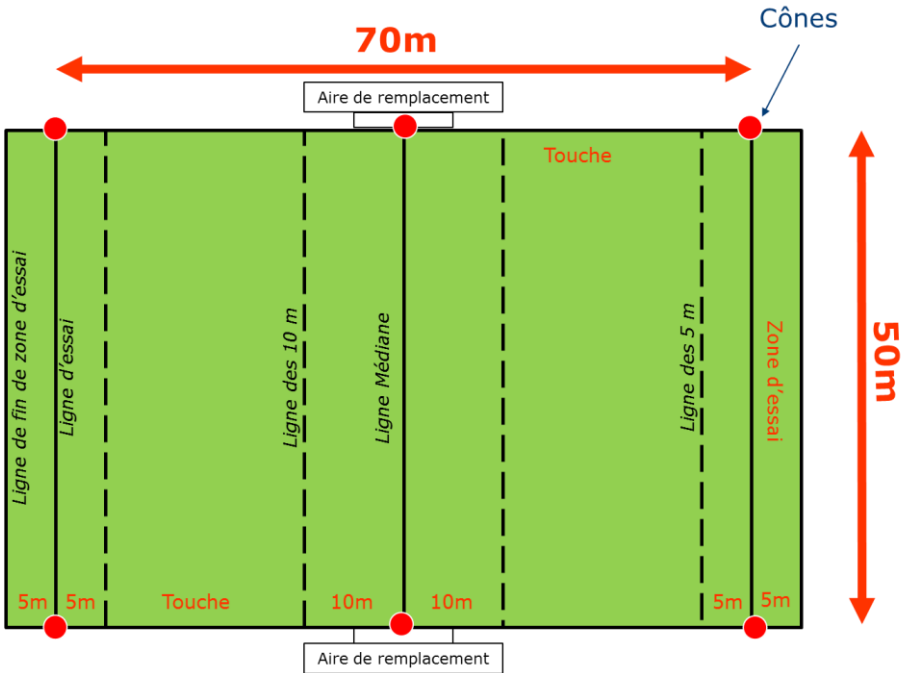 Cônes
70m
Aire de remplacement
Touche
Ligne de fin de zone d'essai
Ligne d'essai
Ligne des 10 m
Ligne Médiane
Ligne des 5 m
Zone d'essai
50m
5m
5m
Touche
10m
10m
5m
5m
Aire de remplacement